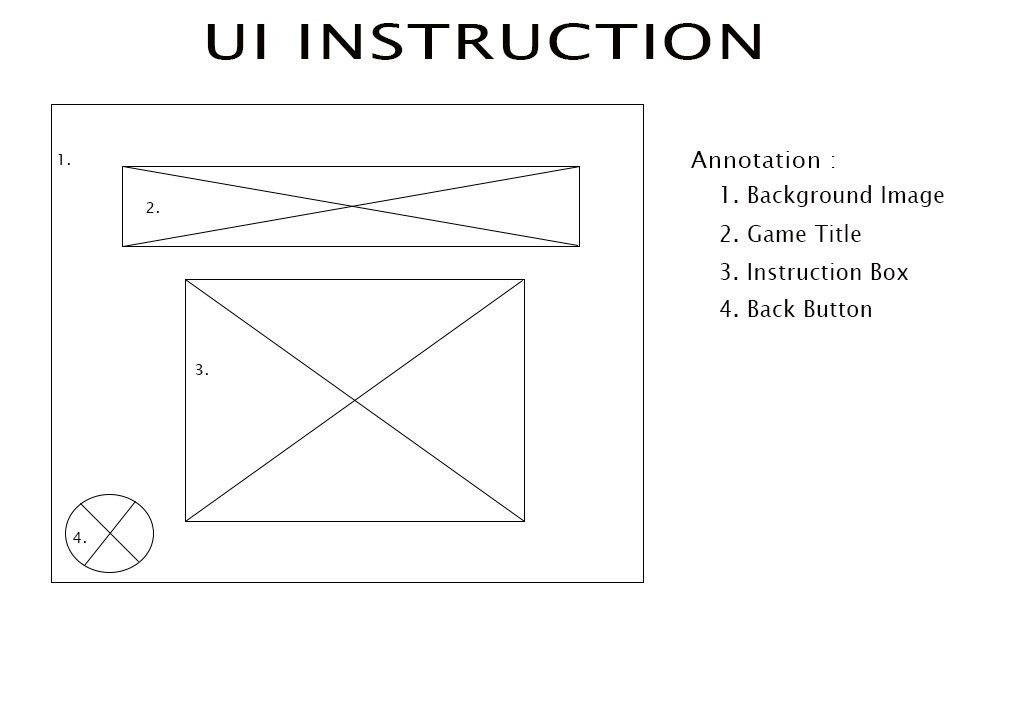 UI INSTRUCTION
1.
2.
3.
4.
Annotation :
1. Background Image
2. Game Title
3. Instruction Box
4. Back Button